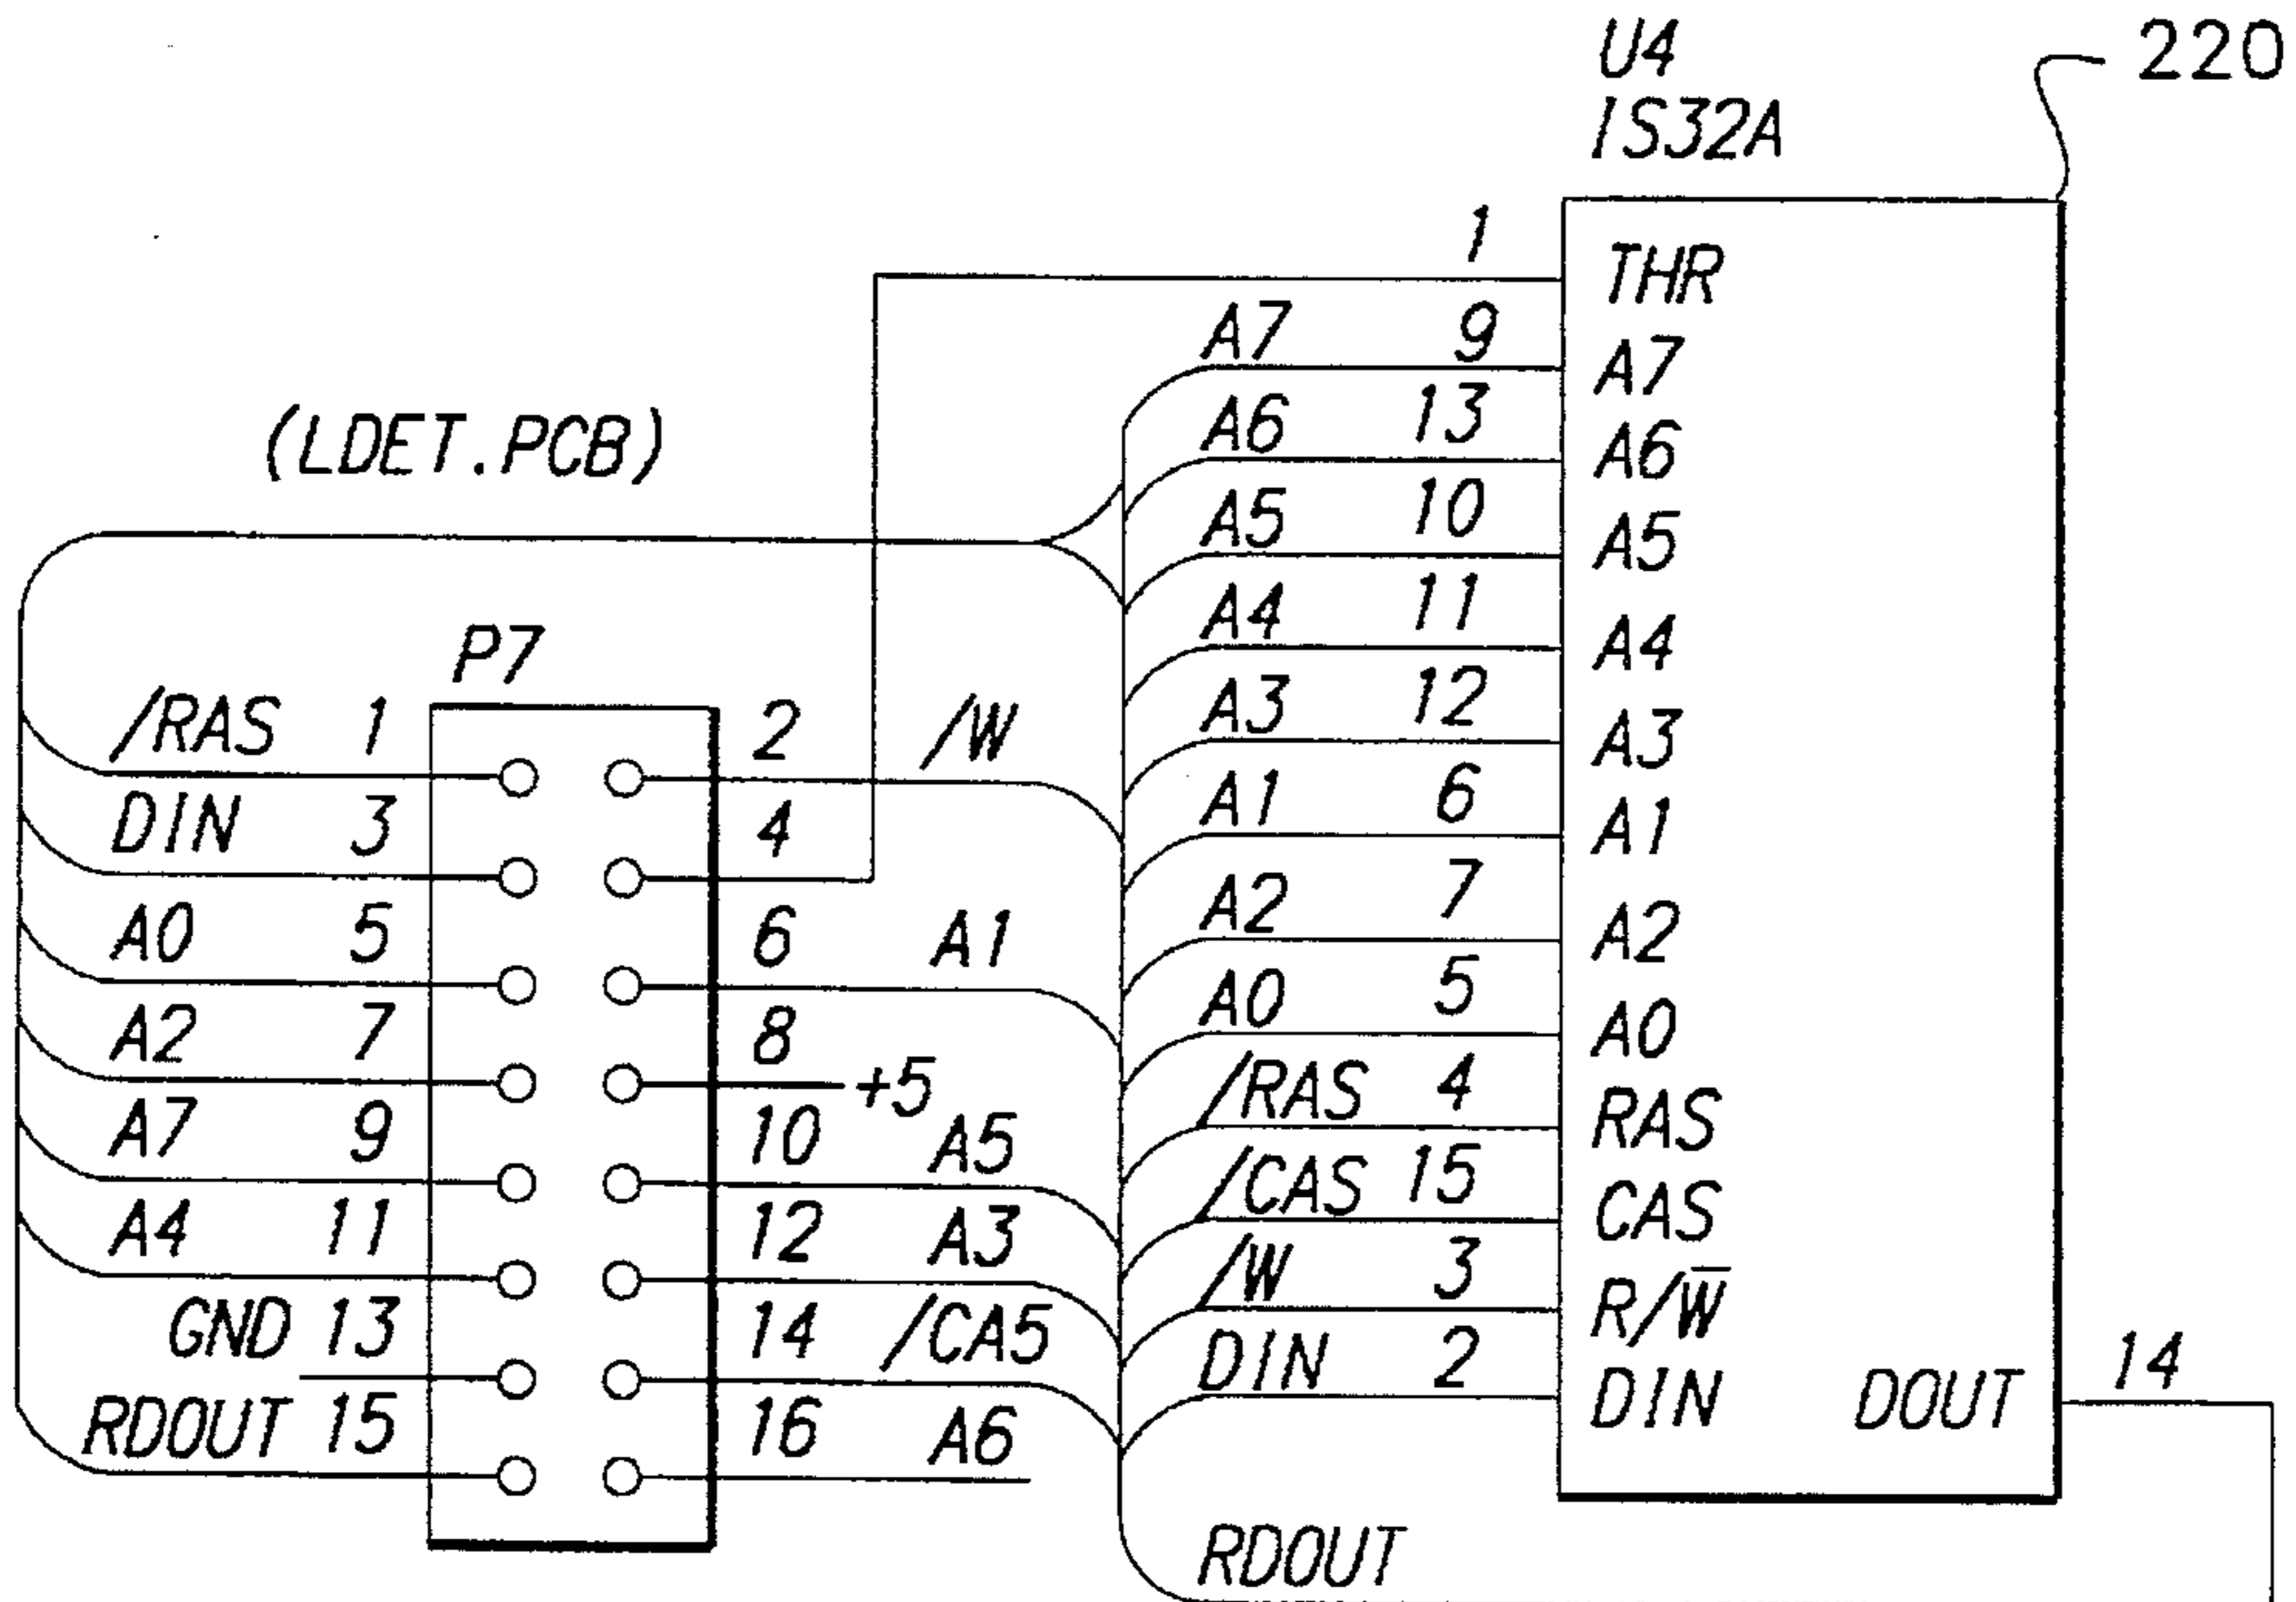 U4
IS32A
220
(LDET.PCB)
P7
/RAS 1
DIN 3
A0 5
A2 7
A7 9
A4 11
GND 13
RDOUT 15
2 /W
4
6 A1
8 +5
10 A5
12 A3
14 /CA5
16 A6
1 THR
A7 9 A7
A6 13 A6
A5 10 A5
A4 11 A4
A3 12 A3
A1 6 A1
A2 7 A2
A0 5 A0
/RAS 4 RAS
/CAS 15 CAS
/W 3 R/W̅
DIN 2 DIN
DOUT 14
RDOUT